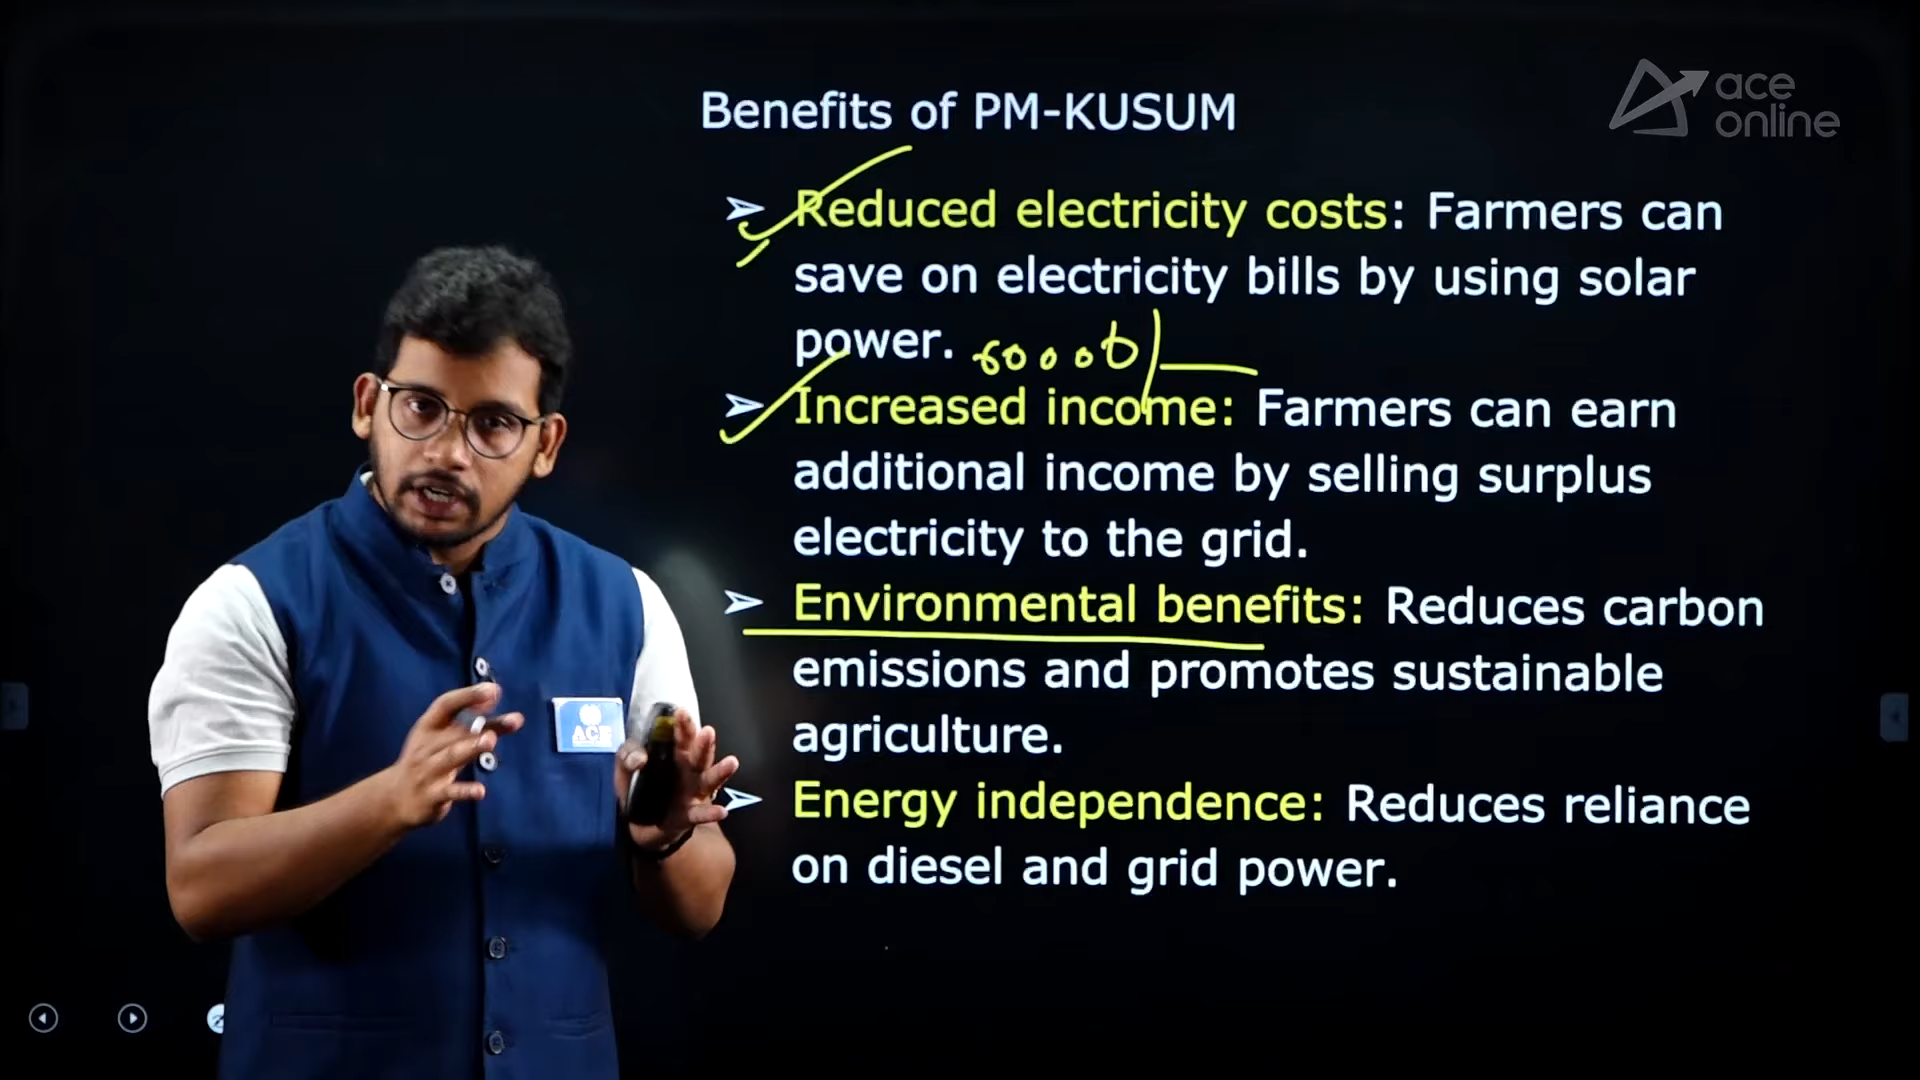 ace
online
Benefits of PM-KUSUM
➢ Reduced electricity costs: Farmers can
save on electricity bills by using solar
power. 60000/—
➢ Increased income: Farmers can earn
additional income by selling surplus
electricity to the grid.
➢ Environmental benefits: Reduces carbon
emissions and promotes sustainable
agriculture.
➢ Energy independence: Reduces reliance
on diesel and grid power.
ACE